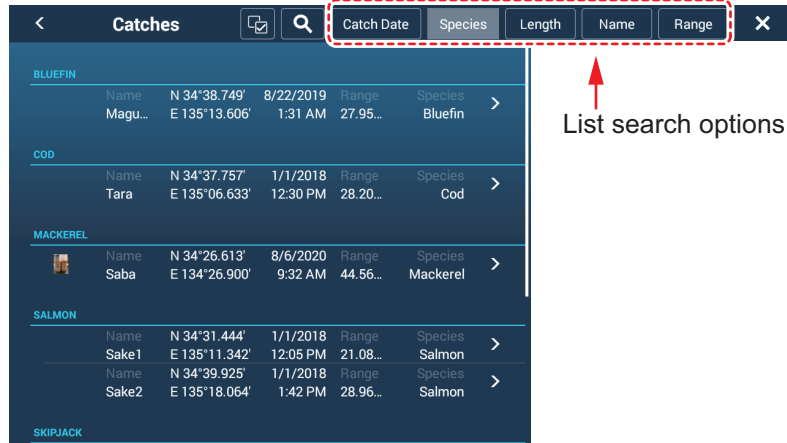 Catches Catch Date Species Length Name Range
List search options
BLUEFIN
Name N 34°38.749' 8/22/2019 Range Species
Magu... E 135°13.606' 1:31 AM 27.95... Bluefin
COD
Name N 34°37.757' 1/1/2018 Range Species
Tara E 135°06.633' 12:30 PM 28.20... Cod
MACKEREL
Name N 34°26.613' 8/6/2020 Range Species
Saba E 134°26.900' 9:32 AM 44.56... Mackerel
SALMON
Name N 34°31.444' 1/1/2018 Range Species
Sake1 E 135°11.342' 12:05 PM 21.08... Salmon
Name N 34°39.925' 1/1/2018 Range Species
Sake2 E 135°18.064' 1:42 PM 28.96... Salmon
SKIPJACK